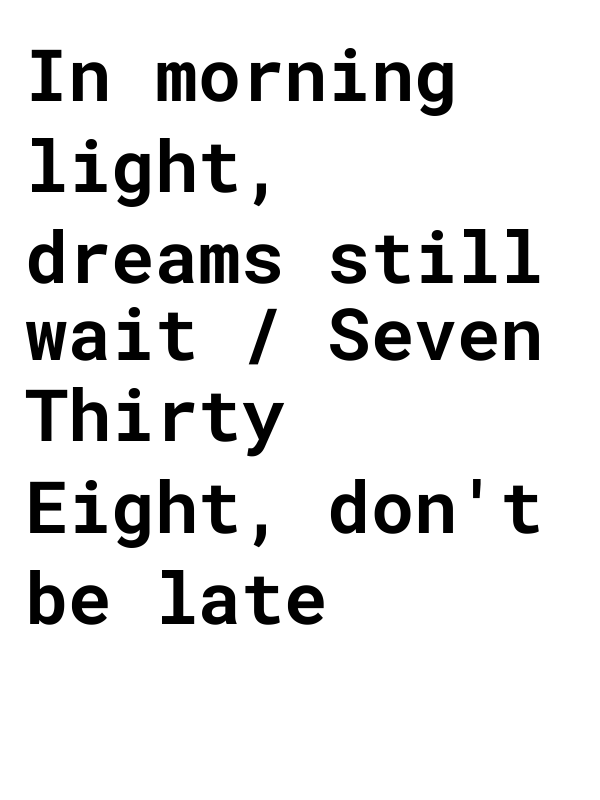 In morning
light,
dreams still
wait / Seven
Thirty
Eight, don't
be late